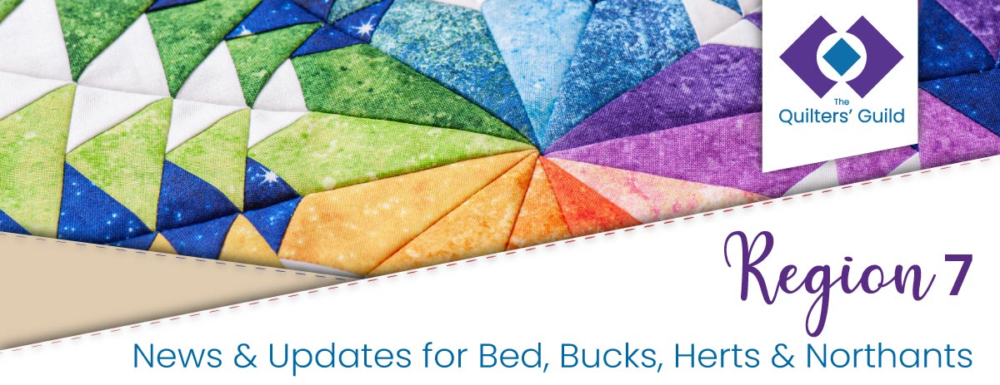 The
Quilters' Guild
Region 7
News & Updates for Bed, Bucks, Herts & Northants